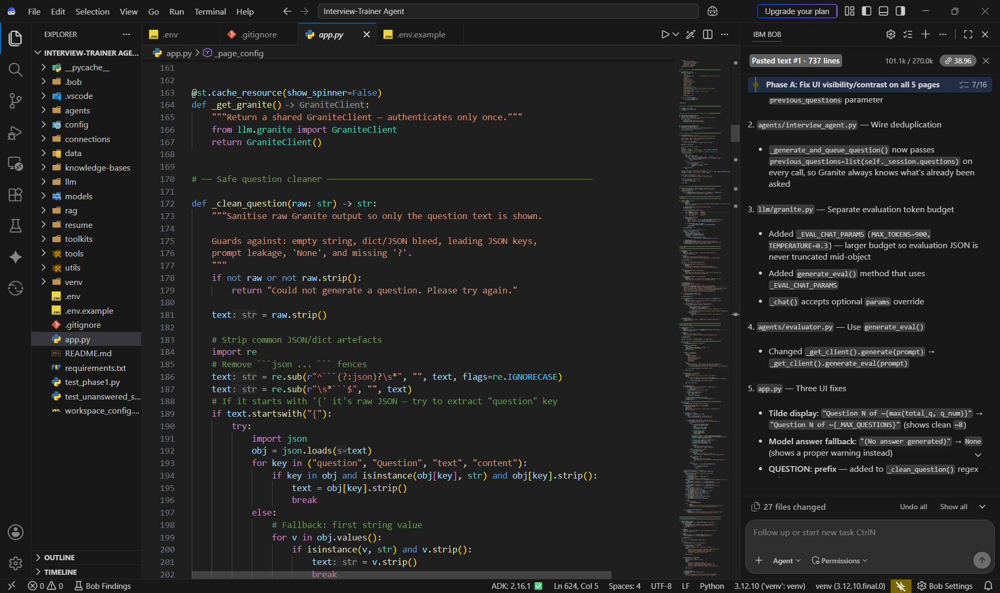 File Edit Selection View Go Run Terminal Help
Interview-Trainer Agent
Upgrade your plan
EXPLORER
INTERVIEW-TRAINER AGE...
__pycache__
.bob
.vscode
agents
config
connections
data
knowledge-bases
llm
models
rag
resume
toolkits
tools
utils
venv
.env
.env.example
.gitignore
app.py
README.md
requirements.txt
test_phase1.py
test_unanswered_s...
workspace_config....
OUTLINE
TIMELINE
.env
.gitignore
app.py
.env.example
app.py > _page_config
161
162
163 @st.cache_resource(show_spinner=False)
164 def _get_granite() -> GraniteClient:
165 """Return a shared GraniteClient — authenticates only once."""
166 from llm.granite import GraniteClient
167 return GraniteClient()
168
169
170 # —— Safe question cleaner ——————————
171
172 def _clean_question(raw: str) -> str:
173 """Sanitise raw Granite output so only the question text is shown.
174
175 Guards against: empty string, dict/JSON bleed, leading JSON keys,
176 prompt leakage, 'None', and missing '?'.
177 """
178 if not raw or not raw.strip():
179 return "Could not generate a question. Please try again."
180
181 text: str = raw.strip()
182
183 # Strip common JSON/dict artefacts
184 import re
185 # Remove ```json ... ``` fences
186 text: str = re.sub(r"^```(?:json)?\s*", "", text, flags=re.IGNORECASE)
187 text: str = re.sub(r"\s*```$", "", text)
188 # If it starts with '{' it's raw JSON — try to extract "question" key
189 if text.startswith("{"):
190 try:
191 import json
192 obj = json.loads(s=text)
193 for key in ("question", "Question", "text", "content"):
194 if key in obj and isinstance(obj[key], str) and obj[key].strip():
195 text = obj[key].strip()
196 break
197 else:
198 # Fallback: first string value
199 for v in obj.values():
200 if isinstance(v, str) and v.strip():
201 text: str = v.strip()
202 break
IBM BOB
Pasted text #1 - 737 lines
101.1k / 270.0k
38.96
Phase A: Fix UI visibility/contrast on all 5 pages
7/16
previous_questions parameter
2. agents/interview_agent.py — Wire deduplication
• _generate_and_queue_question() now passes
previous_questions=list(self._session.questions) on
every call, so Granite always knows what's already been
asked
3. llm/granite.py — Separate evaluation token budget
• Added _EVAL_CHAT_PARAMS (MAX_TOKENS=900,
TEMPERATURE=0.3) — larger budget so evaluation JSON is
never truncated mid-object
• Added generate_eval() method that uses
_EVAL_CHAT_PARAMS
• _chat() accepts optional params override
4. agents/evaluator.py — Use generate_eval()
• Changed _get_client().generate(prompt) →
_get_client().generate_eval(prompt)
5. app.py — Three UI fixes
• Tilde display: "Question N of ~{max(total_q, q_num)}" →
"Question N of ~{_MAX_QUESTIONS}" (shows clean ~8)
• Model answer fallback: "(No answer generated)" → None
(shows a proper warning instead)
• QUESTION: prefix — added to _clean_question() regex
27 files changed
Undo all
Show all
Follow up or start new task CtrlN
Agent
Permissions
0 0
Bob Findings
ADK: 2.16.1
Ln 624, Col 5
Spaces: 4
UTF-8
LF
Python
3.12.10 ('venv': venv)
venv (3.12.10.final.0)
Bob Settings